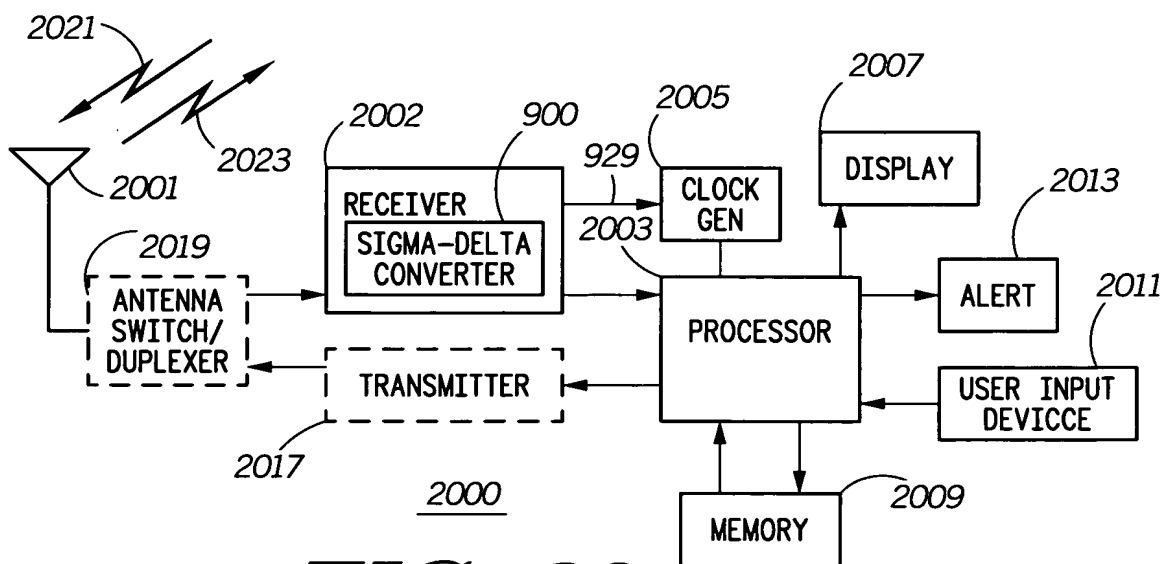 2021
2023
2001
2019
ANTENNA
SWITCH/
DUPLEXER
2002
900
RECEIVER
SIGMA-DELTA
CONVERTER
929
2005
CLOCK
GEN
2003
2007
DISPLAY
2013
ALERT
2011
USER INPUT
DEVICCE
PROCESSOR
TRANSMITTER
2017
2000
MEMORY
2009